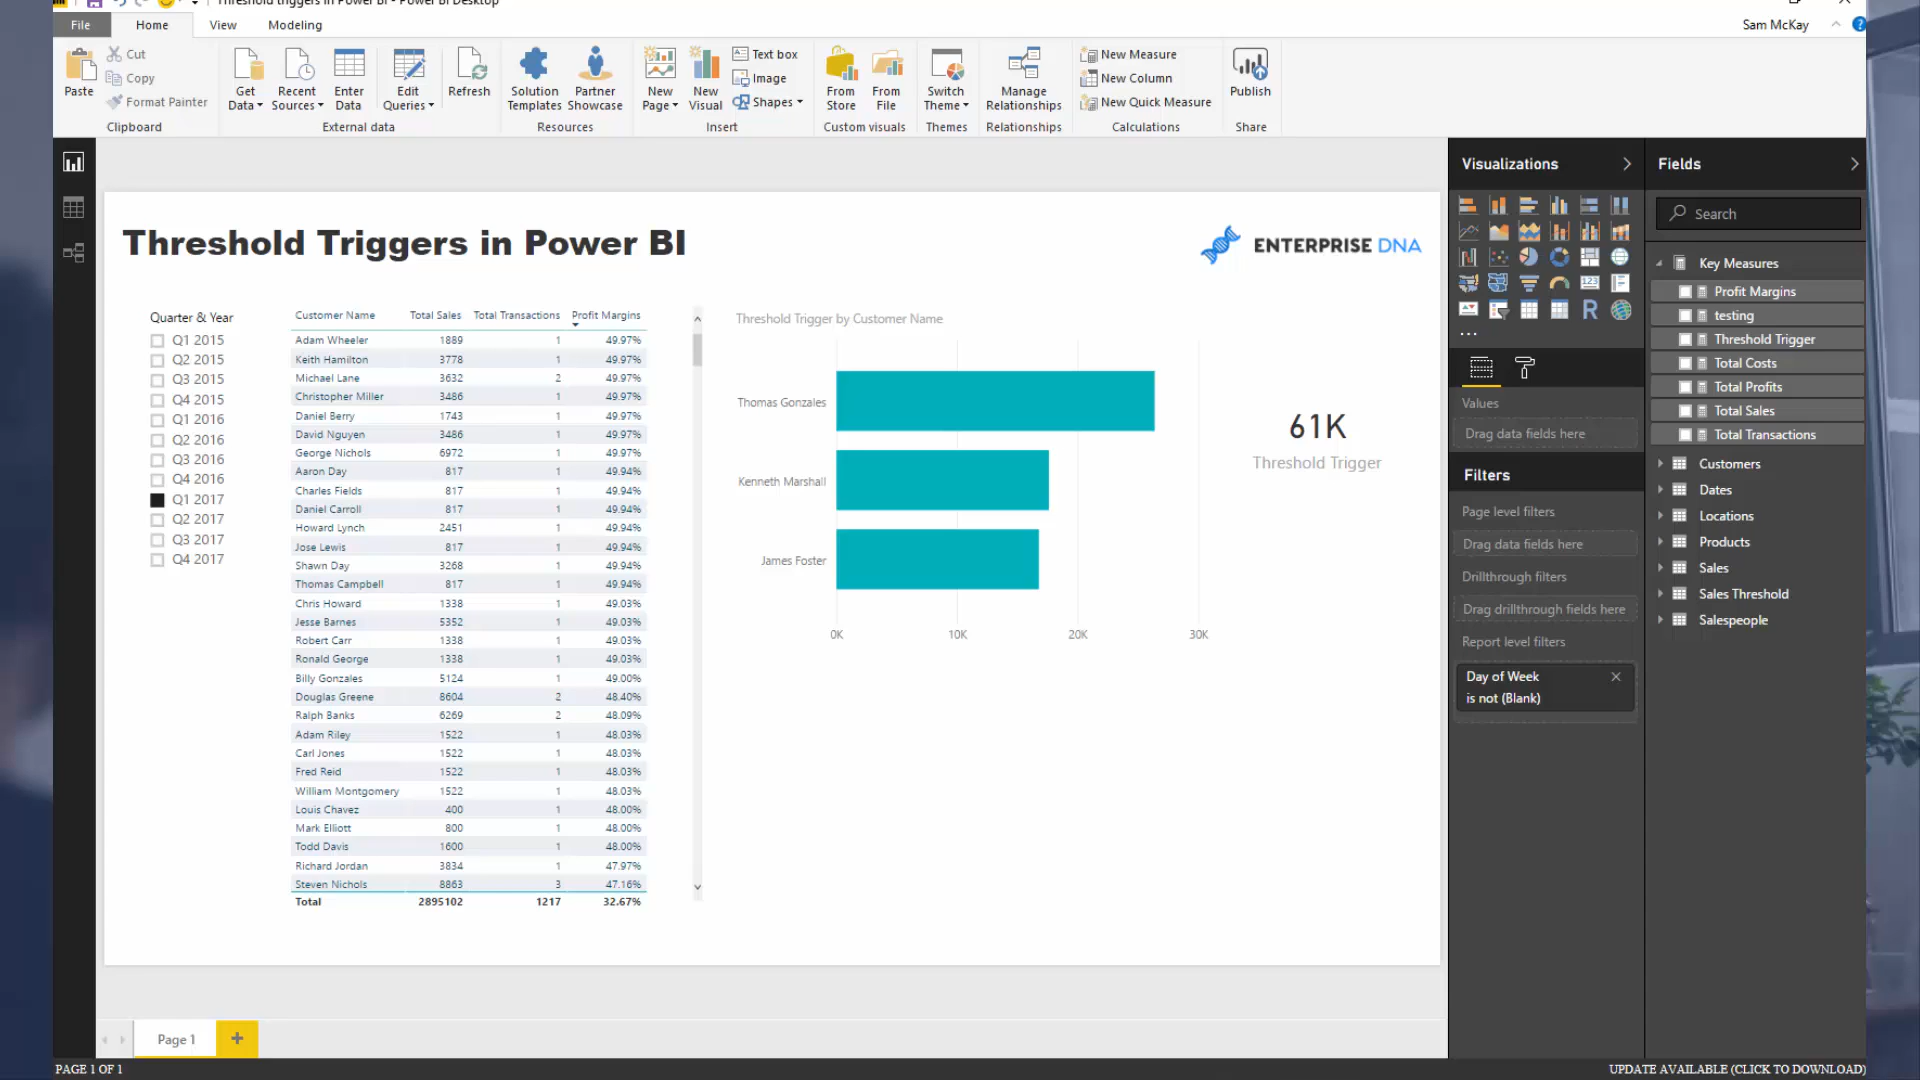 Threshold triggers in Power BI - Power BI Desktop
File
Home
View
Modeling
Sam McKay
Paste
Cut
Copy
Format Painter
Clipboard
Get Data
Recent Sources
Enter Data
Edit Queries
Refresh
External data
Solution Templates
Partner Showcase
Resources
New Page
New Visual
Text box
Image
Shapes
Insert
From Store
From File
Custom visuals
Switch Theme
Themes
Manage Relationships
Relationships
New Measure
New Column
New Quick Measure
Calculations
Publish
Share
Threshold Triggers in Power BI
ENTERPRISE DNA
Quarter & Year
Q1 2015
Q2 2015
Q3 2015
Q4 2015
Q1 2016
Q2 2016
Q3 2016
Q4 2016
Q1 2017
Q2 2017
Q3 2017
Q4 2017
Customer Name Total Sales Total Transactions Profit Margins
Adam Wheeler 1889 1 49.97%
Keith Hamilton 3778 1 49.97%
Michael Lane 3632 2 49.97%
Christopher Miller 3486 1 49.97%
Daniel Berry 1743 1 49.97%
David Nguyen 3486 1 49.97%
George Nichols 6972 1 49.97%
Aaron Day 817 1 49.94%
Charles Fields 817 1 49.94%
Daniel Carroll 817 1 49.94%
Howard Lynch 2451 1 49.94%
Jose Lewis 817 1 49.94%
Shawn Day 3268 1 49.94%
Thomas Campbell 817 1 49.94%
Chris Howard 1338 1 49.03%
Jesse Barnes 5352 1 49.03%
Robert Carr 1338 1 49.03%
Ronald George 1338 1 49.03%
Billy Gonzales 5124 1 49.00%
Douglas Greene 8604 2 48.40%
Ralph Banks 6269 2 48.09%
Adam Riley 1522 1 48.03%
Carl Jones 1522 1 48.03%
Fred Reid 1522 1 48.03%
William Montgomery 1522 1 48.03%
Louis Chavez 400 1 48.00%
Mark Elliott 800 1 48.00%
Todd Davis 1600 1 48.00%
Richard Jordan 3834 1 47.97%
Steven Nichols 8863 3 47.16%
Total 2895102 1217 32.67%
Threshold Trigger by Customer Name
Thomas Gonzales
Kenneth Marshall
James Foster
0K 10K 20K 30K
61K
Threshold Trigger
Visualizations
R
Values
Drag data fields here
Filters
Page level filters
Drag data fields here
Drillthrough filters
Drag drillthrough fields here
Report level filters
Day of Week
is not (Blank)
Fields
Search
Key Measures
Profit Margins
testing
Threshold Trigger
Total Costs
Total Profits
Total Sales
Total Transactions
Customers
Dates
Locations
Products
Sales
Sales Threshold
Salespeople
Page 1
PAGE 1 OF 1
UPDATE AVAILABLE (CLICK TO DOWNLOAD)